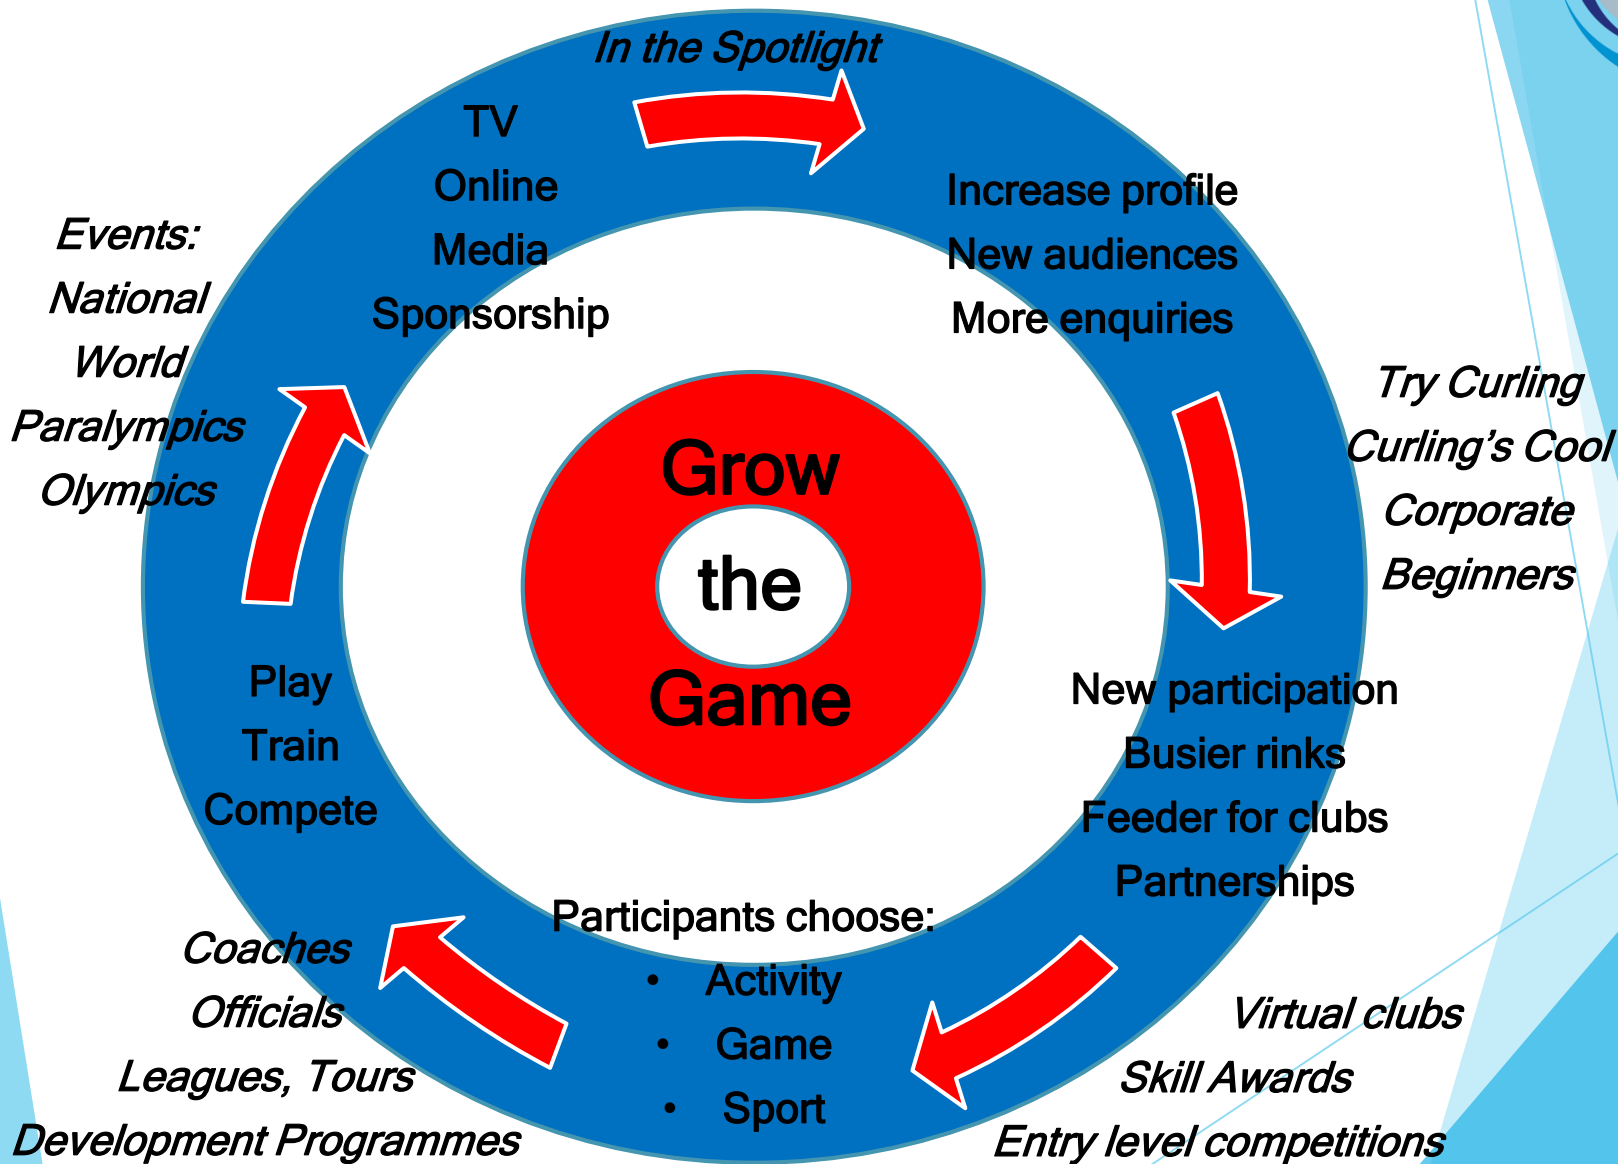 In the Spotlight
TV
Online
Media
Sponsorship
Increase profile
New audiences
More enquiries
Try Curling
Curling’s Cool
Corporate
Beginners
New participation
Busier rinks
Feeder for clubs
Partnerships
Virtual clubs
Skill Awards
Entry level competitions
Participants choose:
• Activity
• Game
• Sport
Coaches
Officials
Leagues, Tours
Development Programmes
Play
Train
Compete
Events:
National
World
Paralympics
Olympics
Grow
the
Game